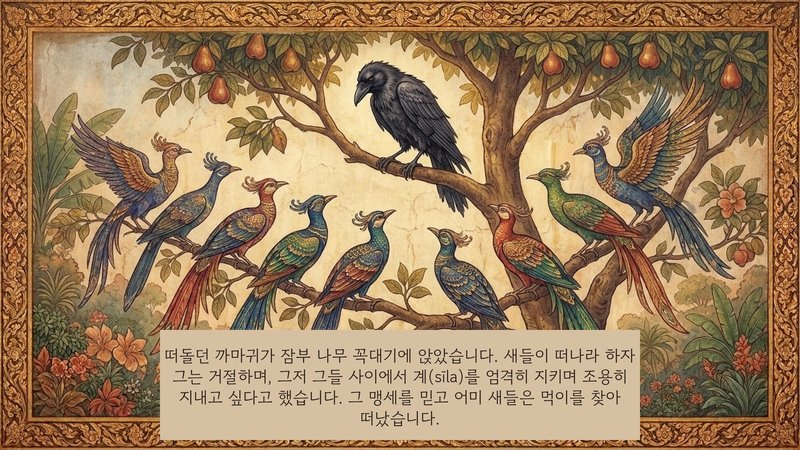 떠돌던 까마귀가 잠부 나무 꼭대기에 앉았습니다. 새들이 떠나라 하자
그는 거절하며, 그저 그들 사이에서 계(sīla)를 엄격히 지키며 조용히
지내고 싶다고 했습니다. 그 맹세를 믿고 어미 새들은 먹이를 찾아
떠났습니다.